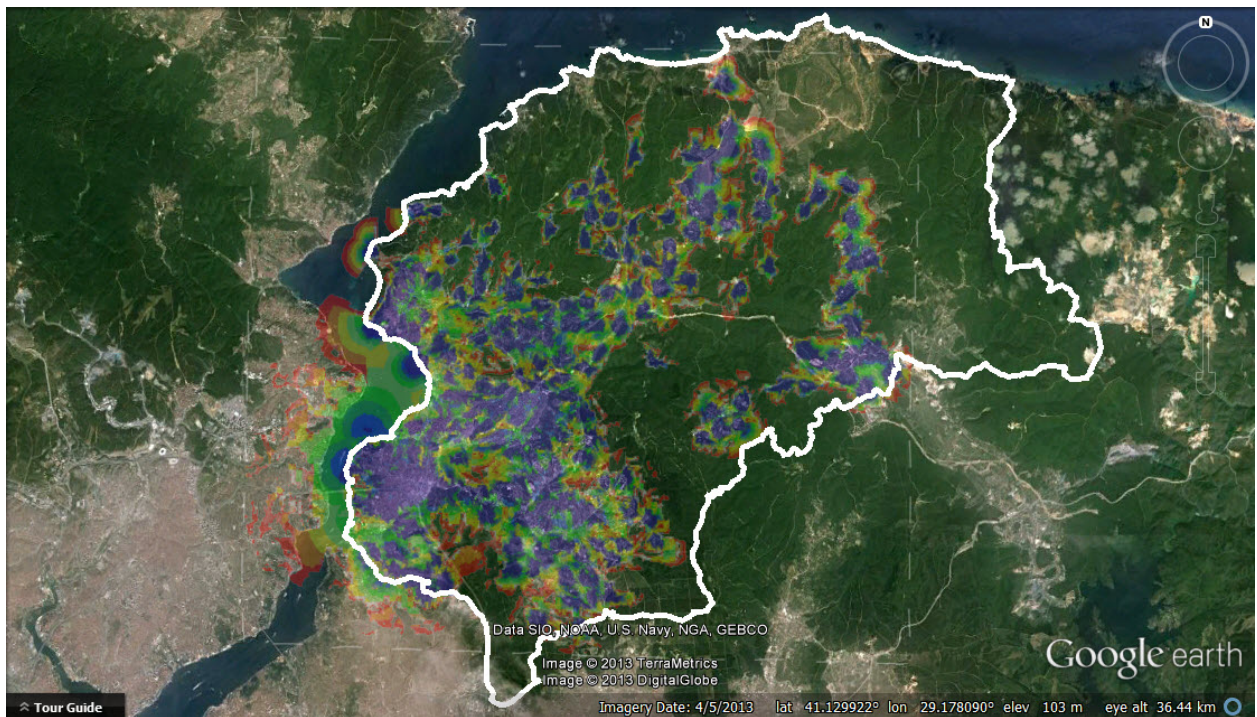 N
Data SIO, NOAA, U.S. Navy, NGA, GEBCO
Image © 2013 TerraMetrics
Image © 2013 DigitalGlobe
Google earth
Tour Guide
Imagery Date: 4/5/2013 lat 41.129922° lon 29.178090° elev 103 m eye alt 36.44 km